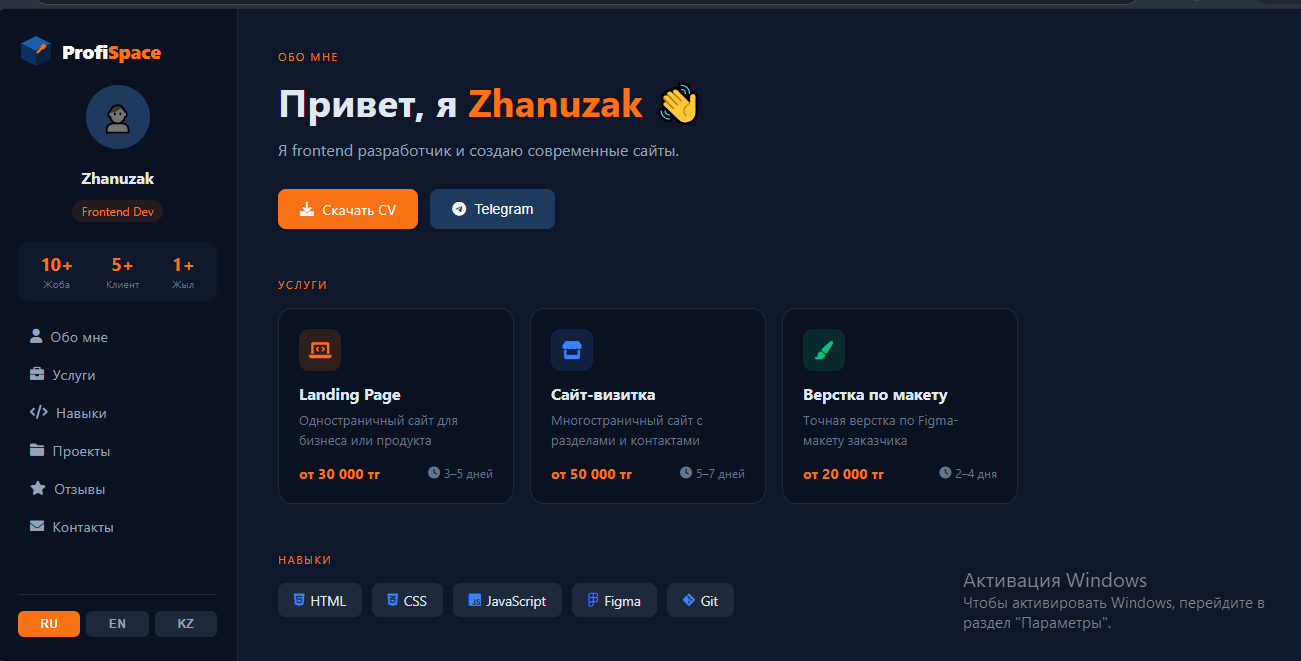 ProfiSpace
Zhanuzak
Frontend Dev
10+ 5+ 1+
Жоба Клиент Жыл
Обо мне
Услуги
Навыки
Проекты
Отзывы
Контакты
RU EN KZ
ОБО МНЕ
Привет, я Zhanuzak
Я frontend разработчик и создаю современные сайты.
Скачать CV Telegram
УСЛУГИ
Landing Page
Одностраничный сайт для
бизнеса или продукта
от 30 000 тг 3–5 дней
Сайт-визитка
Многостраничный сайт с
разделами и контактами
от 50 000 тг 5–7 дней
Верстка по макету
Точная верстка по Figma-
макету заказчика
от 20 000 тг 2–4 дня
НАВЫКИ
HTML CSS JavaScript Figma Git
Активация Windows
Чтобы активировать Windows, перейдите в
раздел "Параметры".